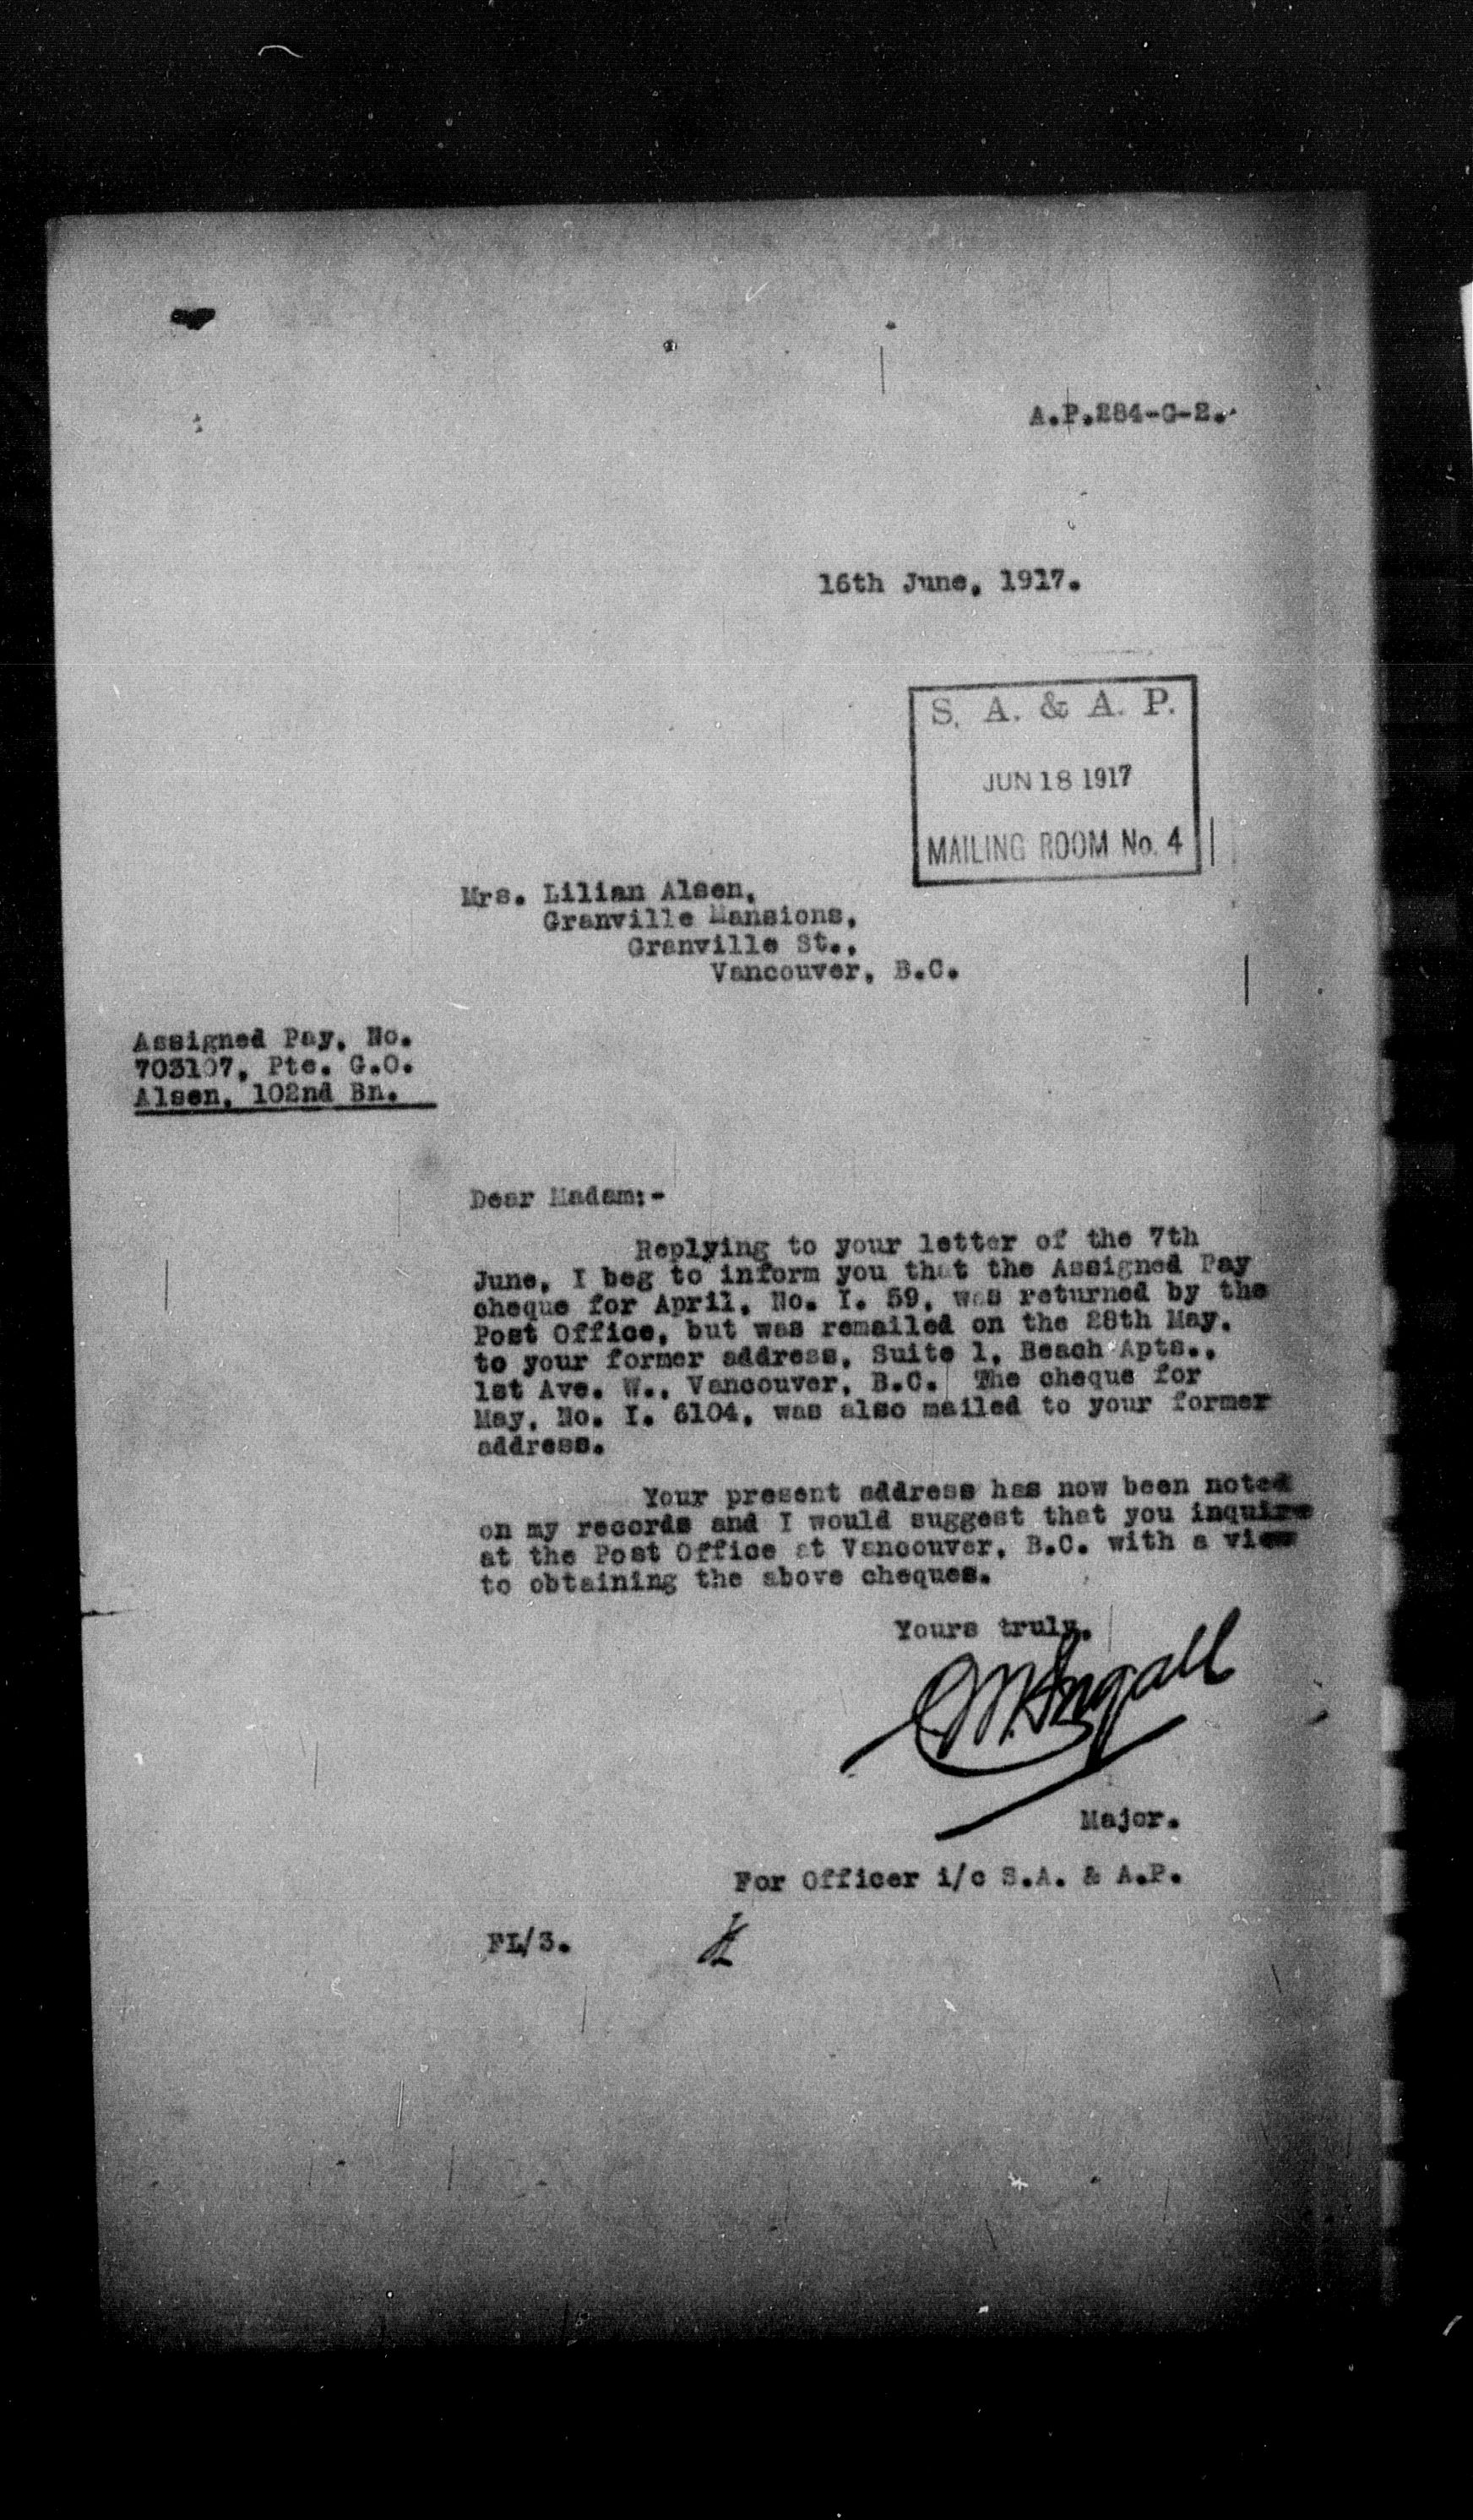 A.P.284-G-2.
16th June, 1917.
S. A. & A. P.
JUN 18 1917
MAILING ROOM No. 4
Mrs. Lilian Alsen,
Granville Mansions,
Granville St.,
Vancouver, B.C.
Assigned Pay, No.
703107, Pte. G.O.
Alsen, 102nd Bn.
Dear Madam:-
Replying to your letter of the 7th
June, I beg to inform you that the Assigned Pay
cheque for April, No. I. 59, was returned by the
Post Office, but was remailed on the 28th May,
to your former address, Suite 1, Beach Apts.,
1st Ave. W., Vancouver, B.C. The cheque for
May, No. I. 6104, was also mailed to your former
address.
Your present address has now been noted
on my records and I would suggest that you inquire
at the Post Office at Vancouver, B.C. with a view
to obtaining the above cheques.
Yours truly,
Ingall
Major.
For Officer i/c S.A. & A.P.
FL/3.